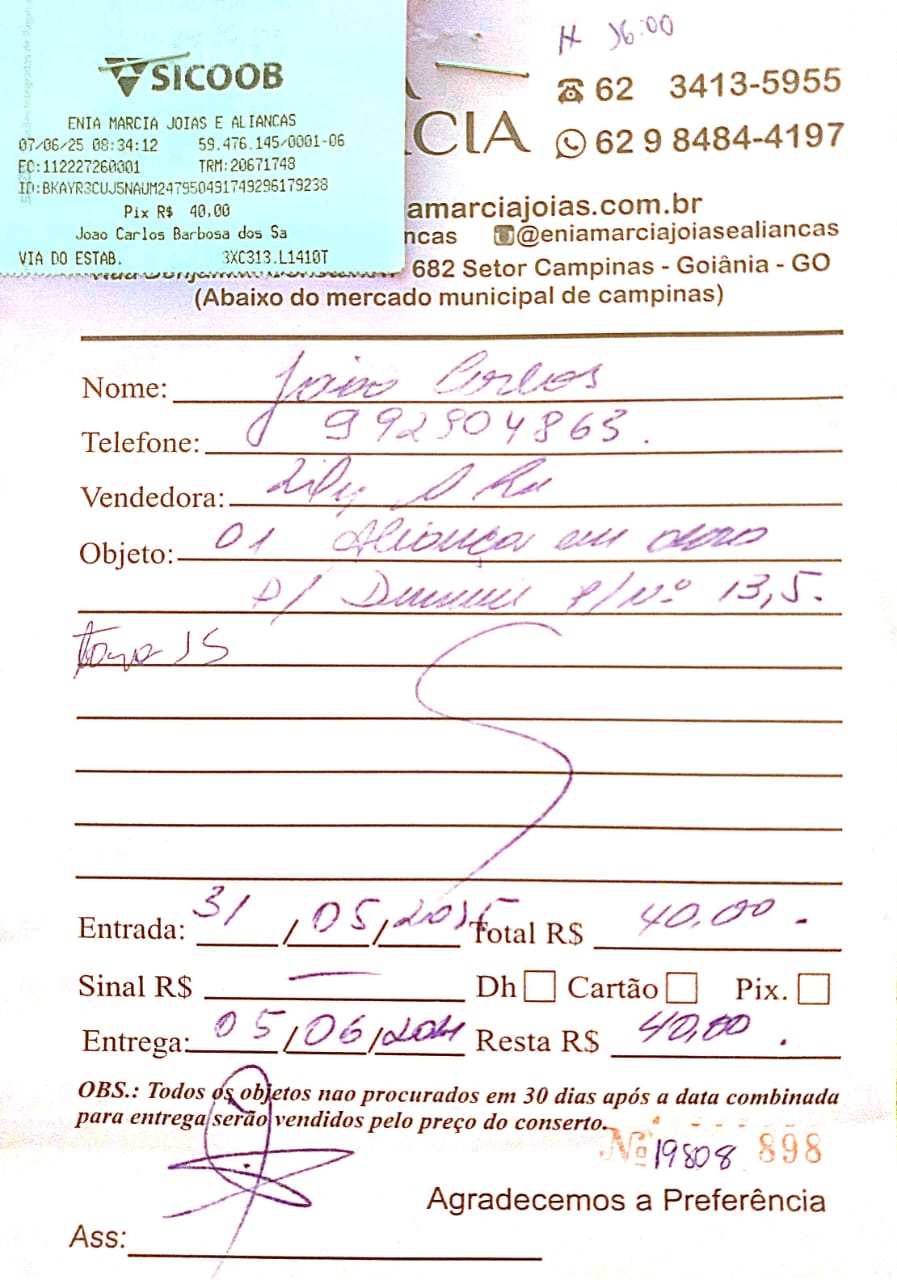 SICOOB
ENIA MARCIA JOIAS E ALIANCAS
07/06/25 08:34:12 59.476.145/0001-06
EC:112227260001 TRM:20671748
ID:BKAYR3CUJ5NAUM247950491749296179238
Pix R$ 40,00
Joao Carlos Barbosa dos Sa
VIA DO ESTAB. 3XC313.L1410T
16:00
62 3413-5955
CIA 62 9 8484-4197
amarciajoias.com.br
ncas @eniamarciajoiasealiancas
682 Setor Campinas - Goiânia - GO
(Abaixo do mercado municipal de campinas)
Nome: João Carlos
Telefone: 992904863.
Vendedora:
Objeto: 01 Aliança em ouro
p/ Diminuir p/ Nº 13,5.
15
Entrada: 31/05/2025 Total R$ 40,00.
Sinal R$ — Dh Cartão Pix.
Entrega: 05/06/ Resta R$ 40,00.
OBS.: Todos os objetos nao procurados em 30 dias após a data combinada
para entrega serão vendidos pelo preço do conserto.
Nº 19808 898
Agradecemos a Preferência
Ass: